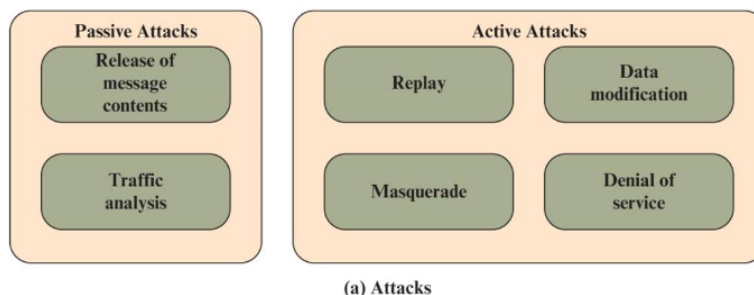 Passive Attacks
Release of
message
contents
Traffic
analysis
Active Attacks
Replay
Data
modification
Masquerade
Denial of
service
(a) Attacks